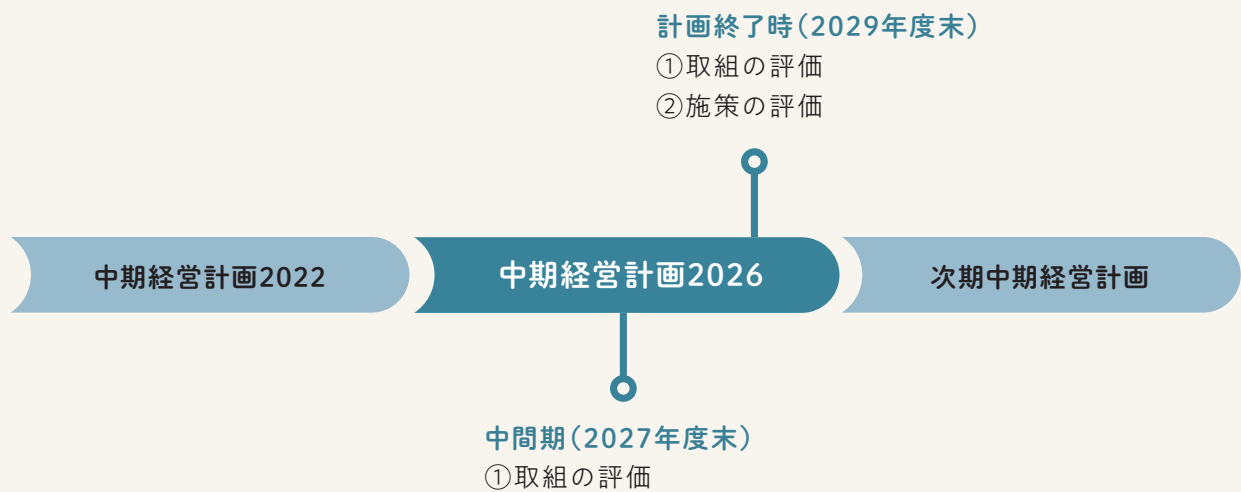 計画終了時（2029年度末）
①取組の評価
②施策の評価
中期経営計画2022
中期経営計画2026
次期中期経営計画
中間期（2027年度末）
①取組の評価